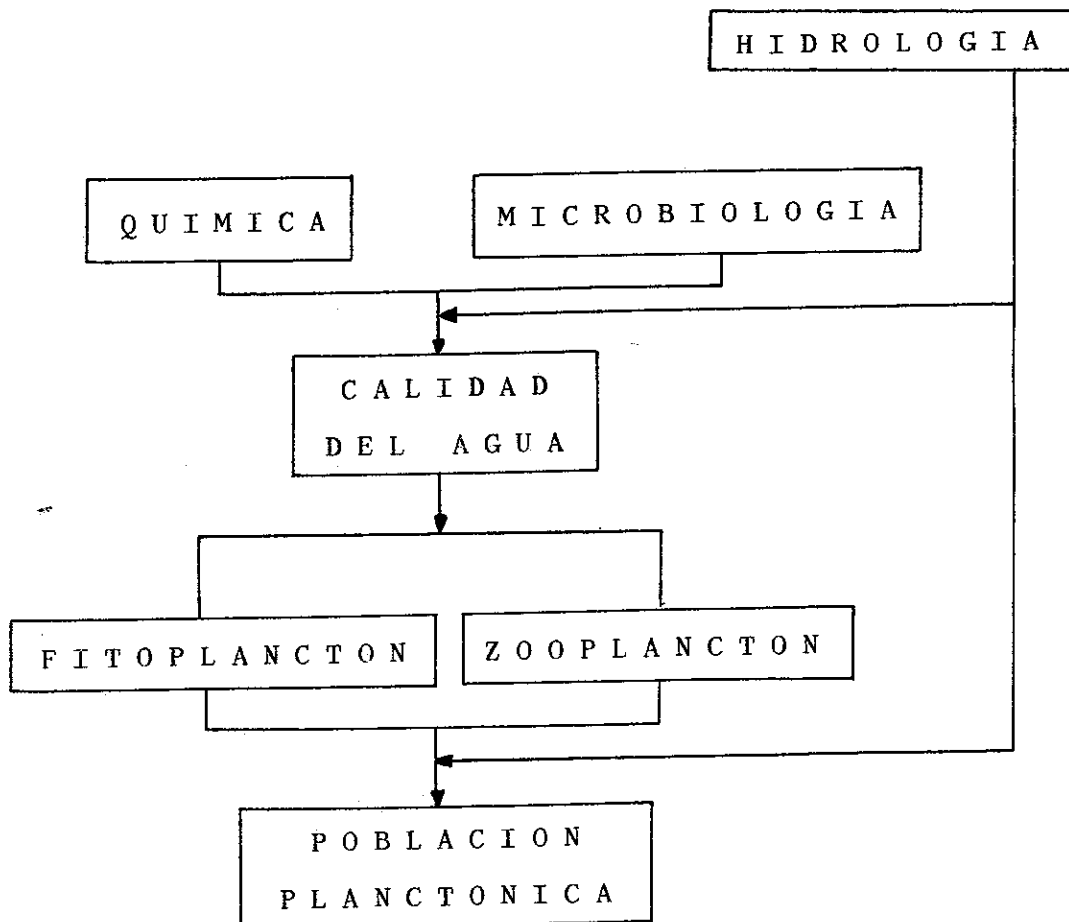 HIDROLOGIA
QUIMICA
MICROBIOLOGIA
CALIDAD
DEL AGUA
FITOPLANCTON
ZOOPLANCTON
POBLACION
PLANCTONICA